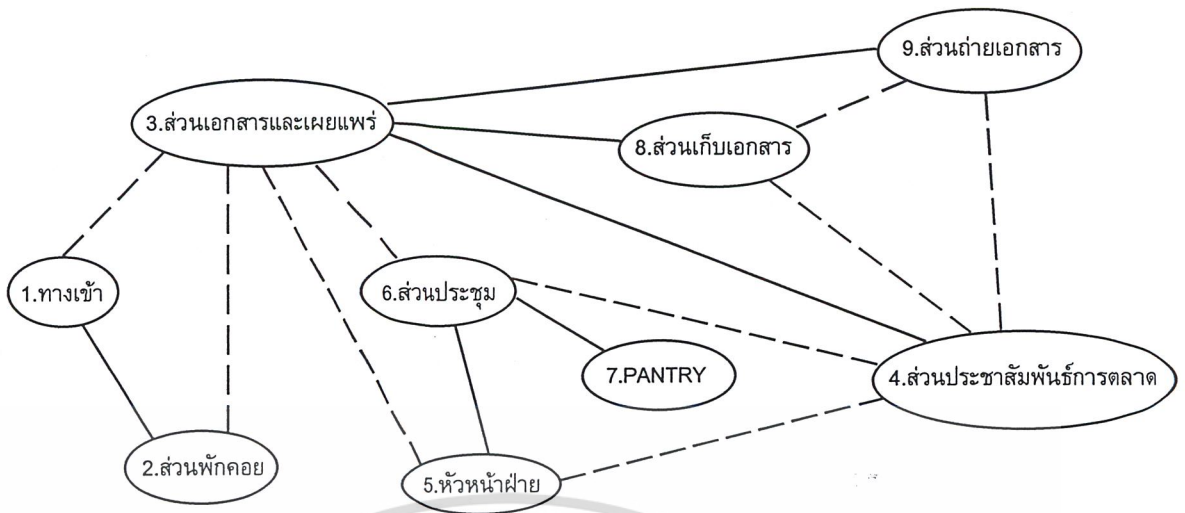 9.ส่วนถ่ายเอกสาร
3.ส่วนเอกสารและเผยแพร่
8.ส่วนเก็บเอกสาร
1.ทางเข้า
6.ส่วนประชุม
7.PANTRY
4.ส่วนประชาสัมพันธ์การตลาด
2.ส่วนพักคอย
5.หัวหน้าฝ่าย